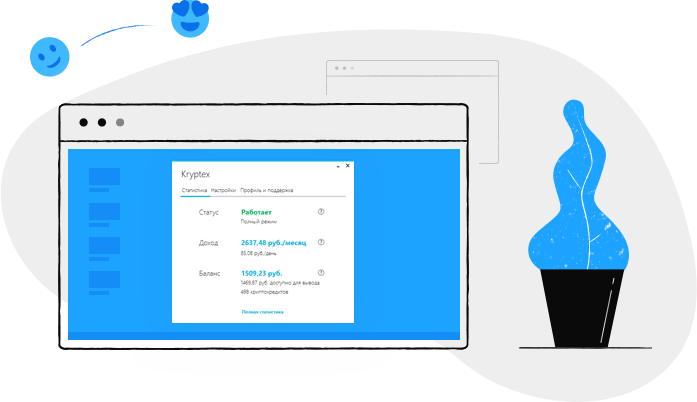 Kryptex
Статистика Настройки Профиль и поддержка
Статус Работает
Полный режим
Доход 2637,48 руб./месяц
85,08 руб./день
Баланс 1509,23 руб.
1469,87 руб. доступно для вывода
498 криптокредитов
Полная статистика